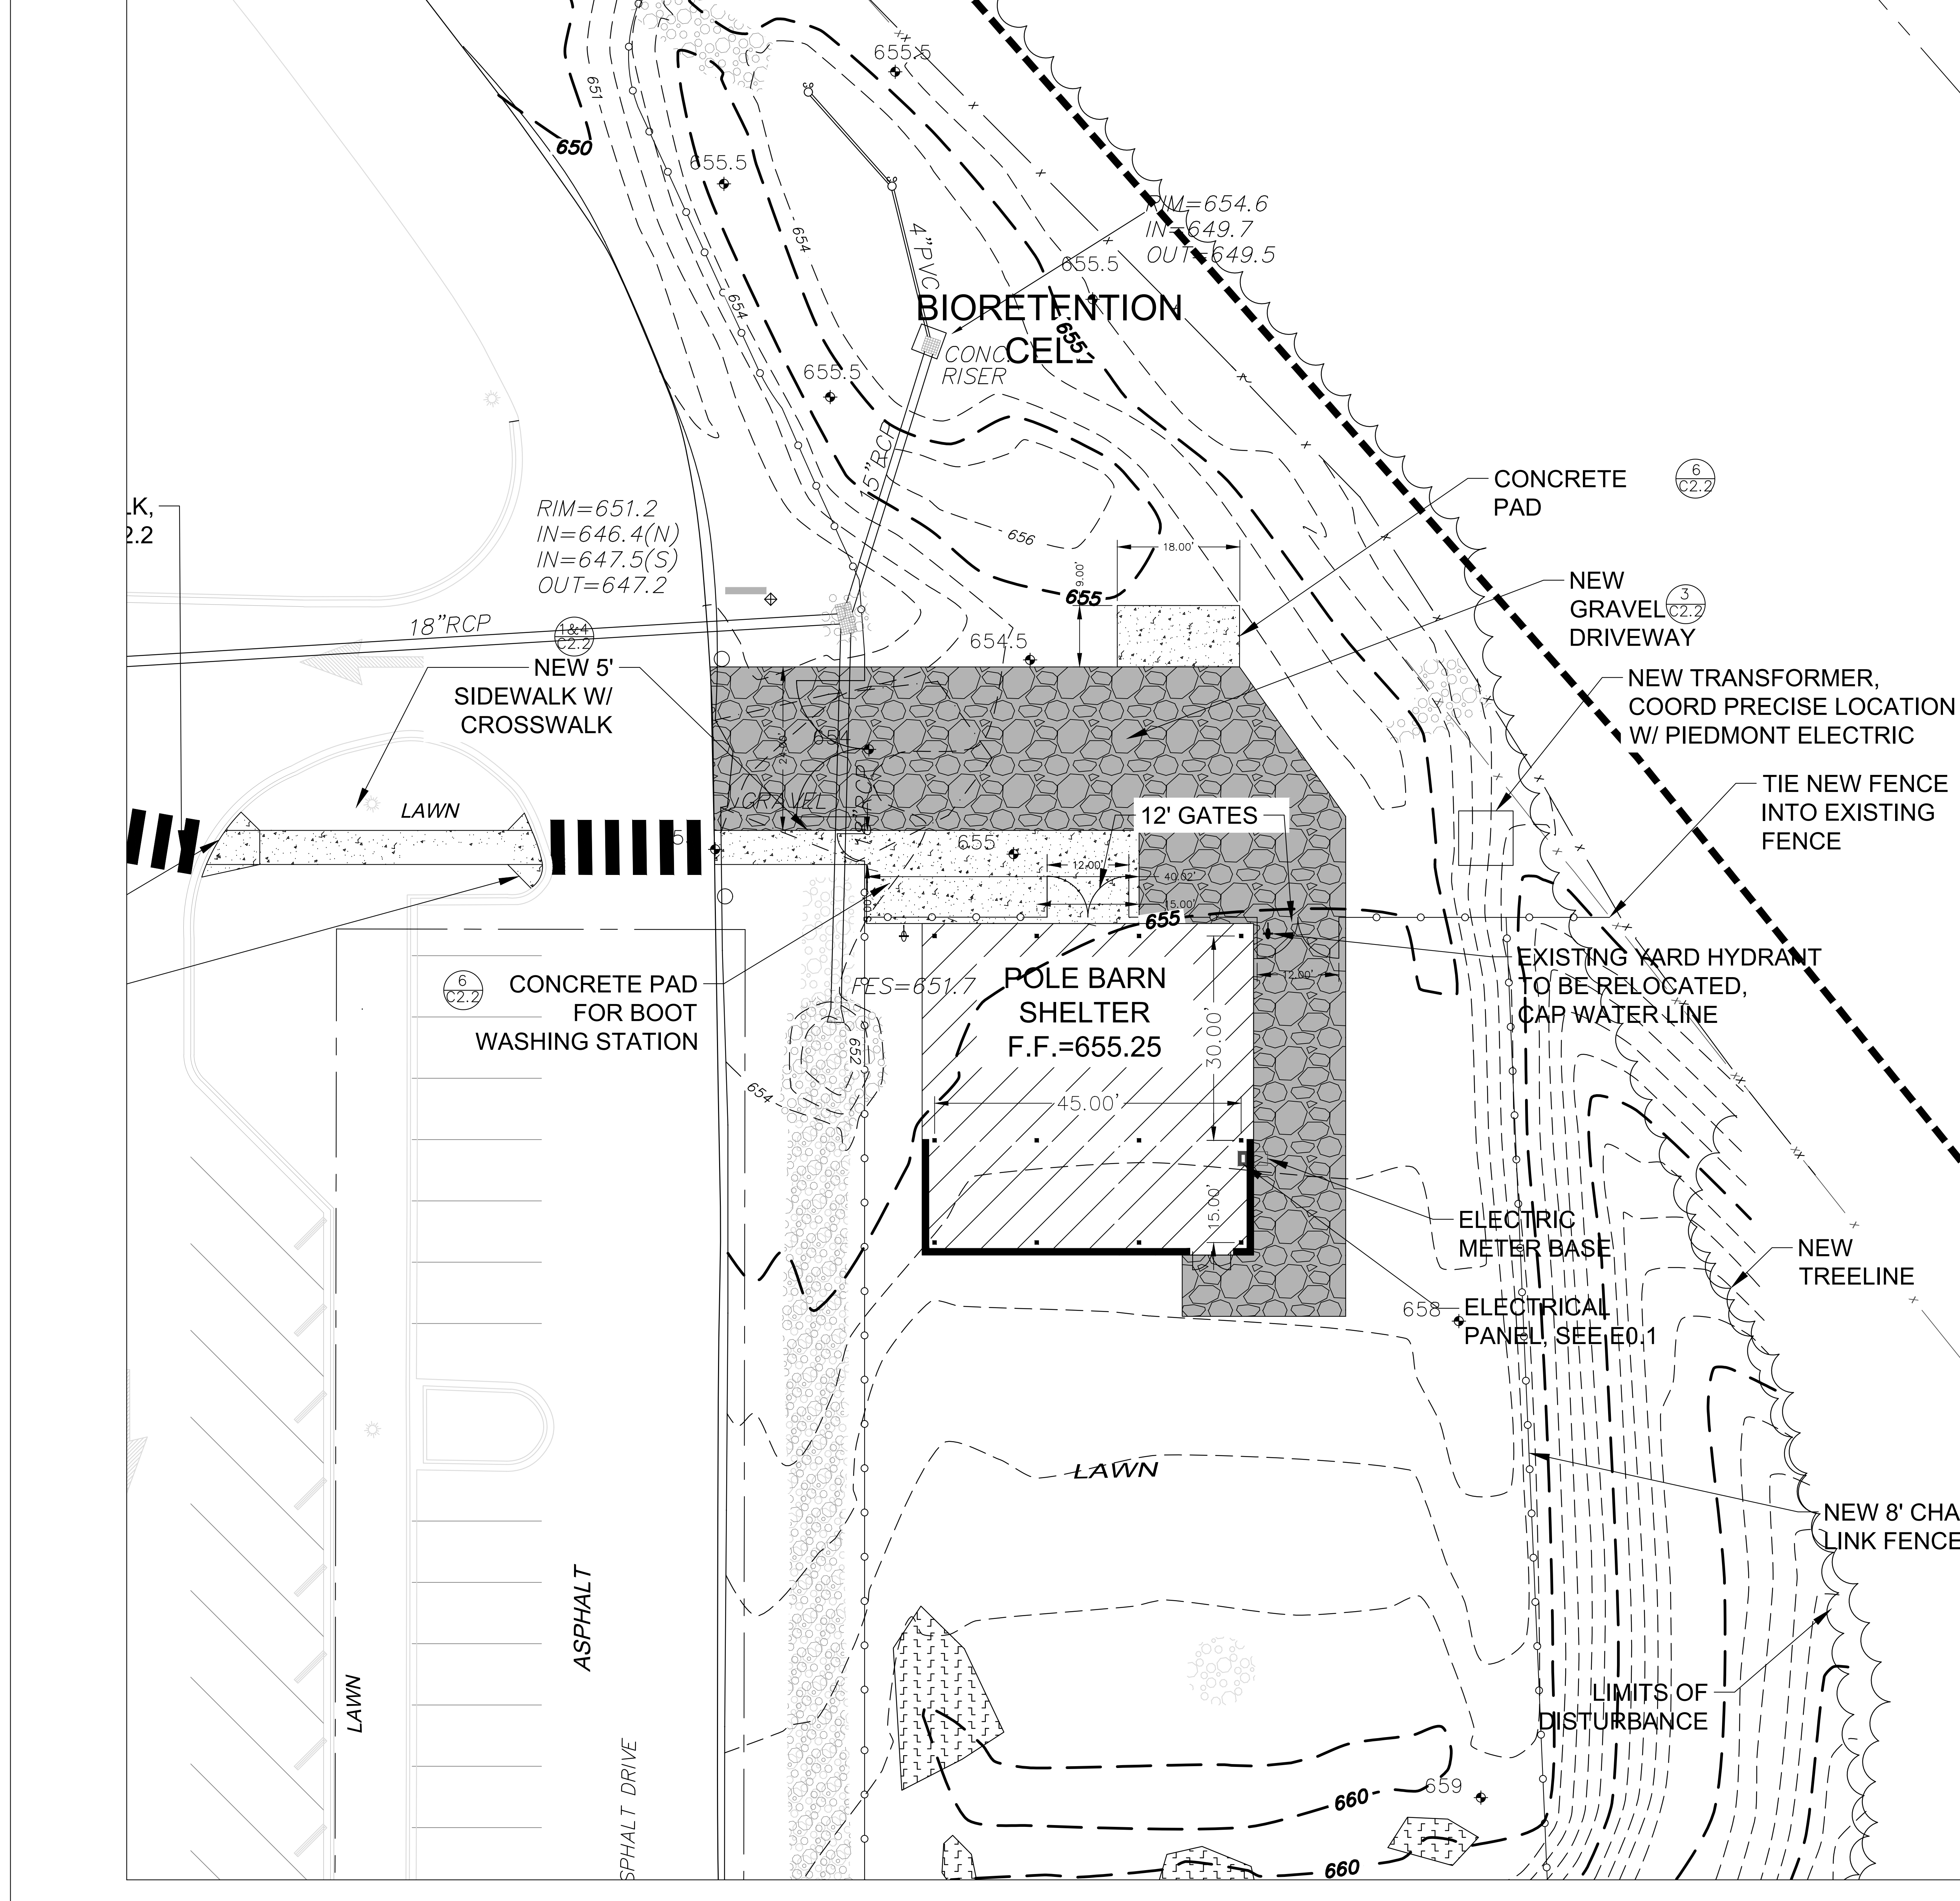 655.5
651
650
655.5
654
4"PVC
RIM=654.6
IN=649.7
OUT=649.5
655.5
BIORETENTION
CELL
654
655
CONC.
RISER
655.5
15"RCP
656
CONCRETE
PAD
6
C2.2
LK,
2.2
RIM=651.2
IN=646.4(N)
IN=647.5(S)
OUT=647.2
18.00'
9.00'
655
NEW
GRAVEL
DRIVEWAY
3
C2.2
18"RCP
1&4
C2.2
654.5
NEW 5'
SIDEWALK W/
CROSSWALK
NEW TRANSFORMER,
COORD PRECISE LOCATION
W/ PIEDMONT ELECTRIC
654
GRAVEL
LAWN
12' GATES
TIE NEW FENCE
INTO EXISTING
FENCE
655
12.00'
40.02'
15.00'
655
EXISTING YARD HYDRANT
TO BE RELOCATED,
CAP WATER LINE
12.00'
6
C2.2
CONCRETE PAD
FOR BOOT
WASHING STATION
FES=651.7
POLE BARN
SHELTER
F.F.=655.25
30.00'
652
654
45.00'
15.00'
ELECTRIC
METER BASE
NEW
TREELINE
658
ELECTRICAL
PANEL, SEE E0.1
LAWN
NEW 8' CHA
LINK FENCE
ASPHALT
LAWN
LIMITS OF
DISTURBANCE
SPHALT DRIVE
659
660
660